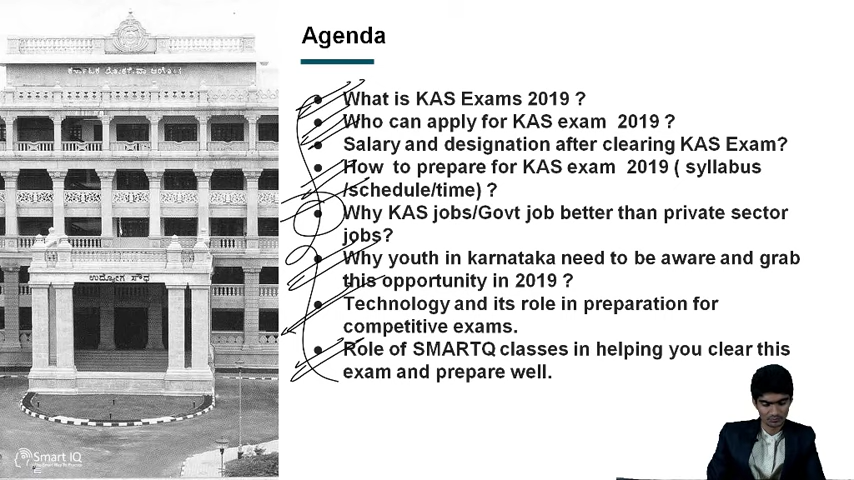 Agenda
What is KAS Exams 2019 ?
Who can apply for KAS exam 2019 ?
Salary and designation after clearing KAS Exam?
How to prepare for KAS exam 2019 ( syllabus
/schedule/time) ?
Why KAS jobs/Govt job better than private sector
jobs?
Why youth in karnataka need to be aware and grab
this opportunity in 2019 ?
Technology and its role in preparation for
competitive exams.
Role of SMARTQ classes in helping you clear this
exam and prepare well.
ಉದ್ಯೋಗ ಸೌಧ
Smart IQ